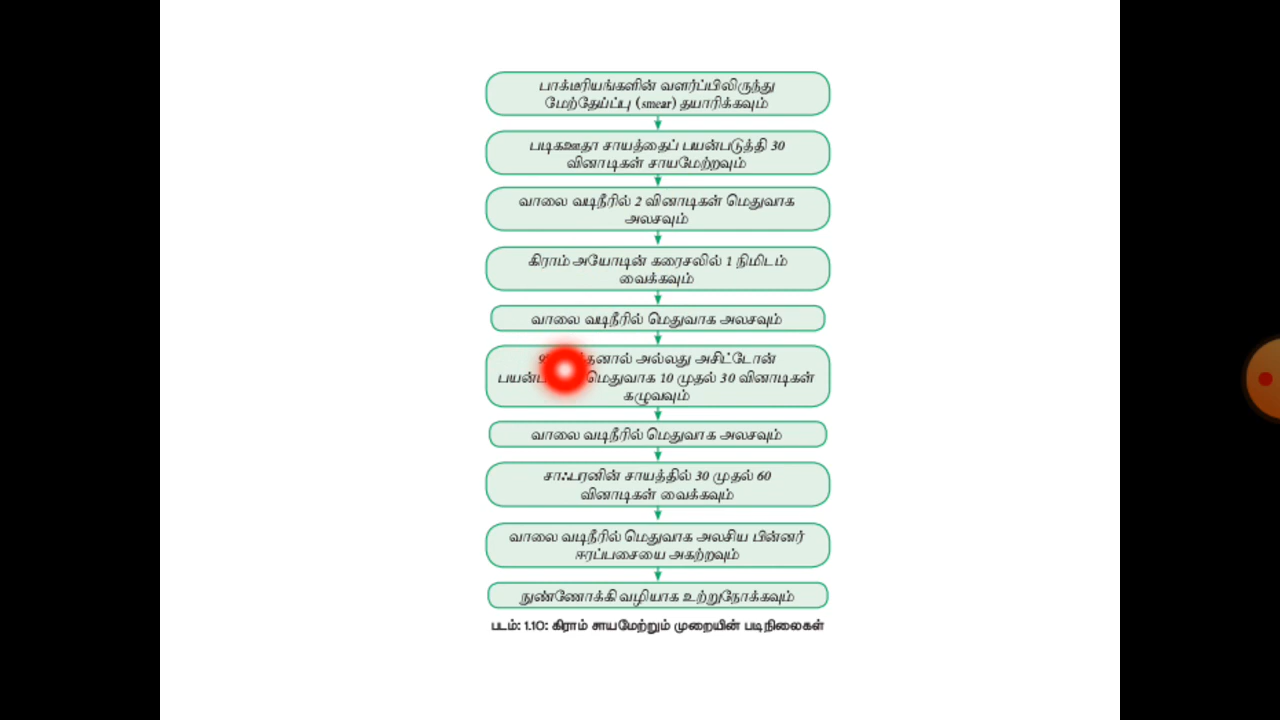 பாக்டீரியங்களின் வளர்ப்பிலிருந்து
மேற்தேய்ப்பு (smear) தயாரிக்கவும்
படிகஊதா சாயத்தைப் பயன்படுத்தி 30
வினாடிகள் சாயமேற்றவும்
வாலை வடிநீரில் 2 வினாடிகள் மெதுவாக
அலசவும்
கிராம் அயோடின் கரைசலில் 1 நிமிடம்
வைக்கவும்
வாலை வடிநீரில் மெதுவாக அலசவும்
அல்லது அசிட்டோன்
மெதுவாக 10 முதல் 30 வினாடிகள்
கழுவவும்
வாலை வடிநீரில் மெதுவாக அலசவும்
சாஃப்ரனின் சாயத்தில் 30 முதல் 60
வினாடிகள் வைக்கவும்
வாலை வடிநீரில் மெதுவாக அலசிய பின்னர்
ஈரப்பசையை அகற்றவும்
நுண்ணோக்கி வழியாக உற்றுநோக்கவும்
படம்: 1.10: கிராம் சாயமேற்றும் முறையின் படிநிலைகள்